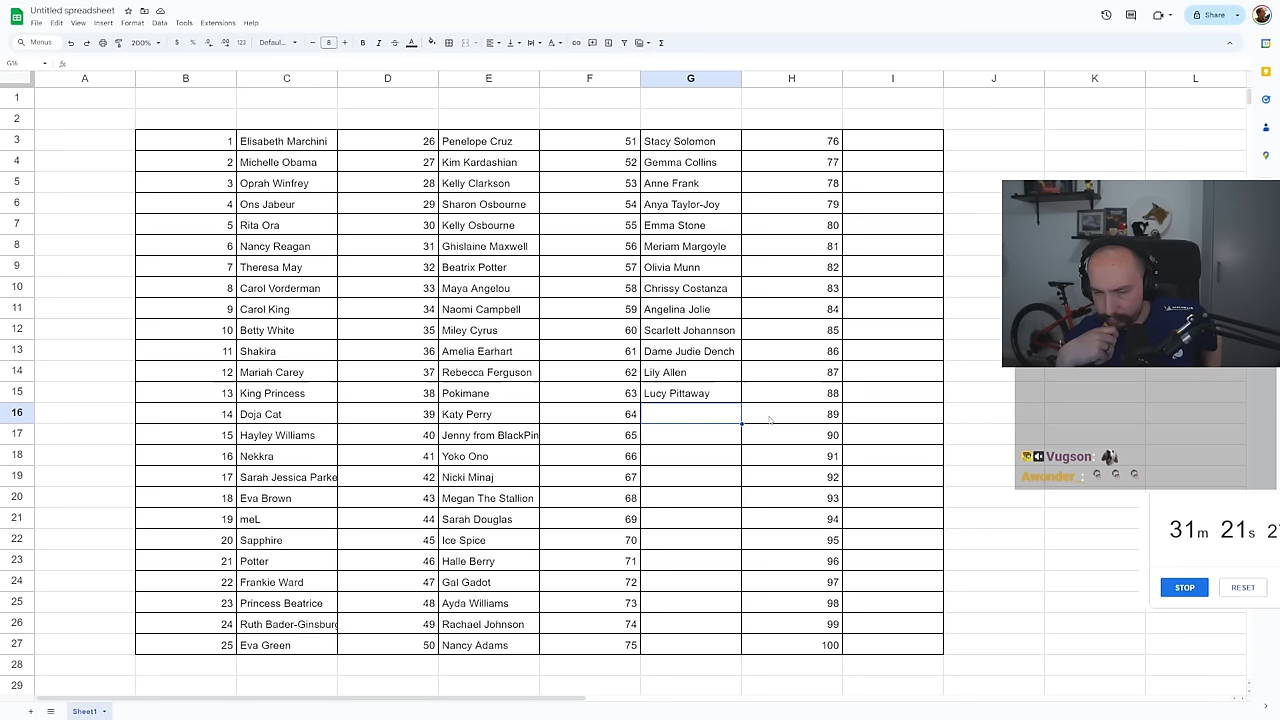 Untitled spreadsheet
File Edit View Insert Format Data Tools Extensions Help
Share
Menus 200% $ % .0 .00 123 Defaul... 8 B I A
G16 fx
A B C D E F G H I J K L
1
2
3 1 Elisabeth Marchini 26 Penelope Cruz 51 Stacy Solomon 76
4 2 Michelle Obama 27 Kim Kardashian 52 Gemma Collins 77
5 3 Oprah Winfrey 28 Kelly Clarkson 53 Anne Frank 78
6 4 Ons Jabeur 29 Sharon Osbourne 54 Anya Taylor-Joy 79
7 5 Rita Ora 30 Kelly Osbourne 55 Emma Stone 80
8 6 Nancy Reagan 31 Ghislaine Maxwell 56 Meriam Margoyle 81
9 7 Theresa May 32 Beatrix Potter 57 Olivia Munn 82
10 8 Carol Vorderman 33 Maya Angelou 58 Chrissy Costanza 83
11 9 Carol King 34 Naomi Campbell 59 Angelina Jolie 84
12 10 Betty White 35 Miley Cyrus 60 Scarlett Johannson 85
13 11 Shakira 36 Amelia Earhart 61 Dame Judie Dench 86
14 12 Mariah Carey 37 Rebecca Ferguson 62 Lily Allen 87
15 13 King Princess 38 Pokimane 63 Lucy Pittaway 88
16 14 Doja Cat 39 Katy Perry 64 89
17 15 Hayley Williams 40 Jenny from BlackPin 65 90
18 16 Nekkra 41 Yoko Ono 66 91
19 17 Sarah Jessica Parke 42 Nicki Minaj 67 92
20 18 Eva Brown 43 Megan The Stallion 68 93
21 19 meL 44 Sarah Douglas 69 94
22 20 Sapphire 45 Ice Spice 70 95
23 21 Potter 46 Halle Berry 71 96
24 22 Frankie Ward 47 Gal Gadot 72 97
25 23 Princess Beatrice 48 Ayda Williams 73 98
26 24 Ruth Bader-Ginsburg 49 Rachael Johnson 74 99
27 25 Eva Green 50 Nancy Adams 75 100
28
29
Vugson:
Awonder_:
31m 21s 2
STOP RESET
Sheet1